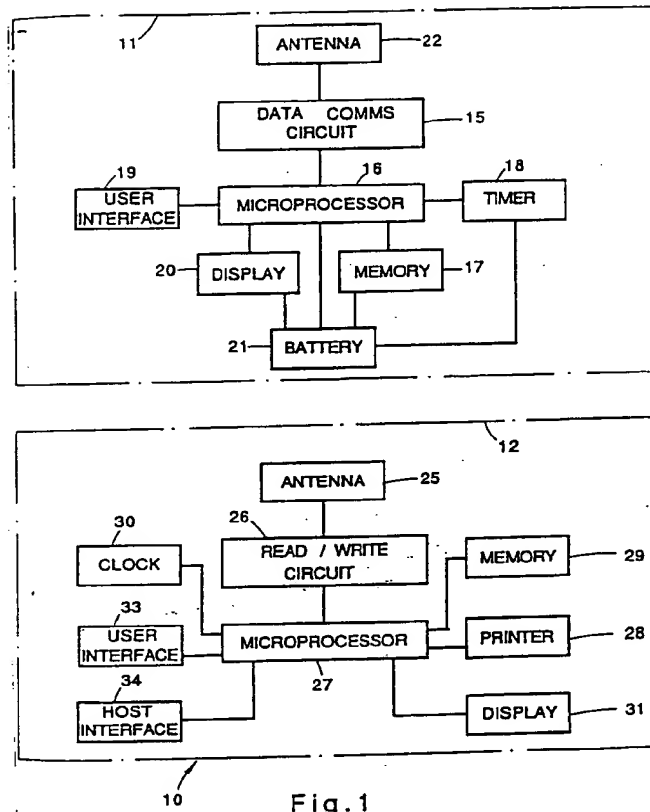 11
ANTENNA
22
DATA COMMS
CIRCUIT
15
19
16
18
USER
INTERFACE
MICROPROCESSOR
TIMER
20
DISPLAY
MEMORY
17
21
BATTERY
12
ANTENNA
25
30
26
CLOCK
READ / WRITE
CIRCUIT
MEMORY
29
33
USER
INTERFACE
MICROPROCESSOR
PRINTER
28
27
34
HOST
INTERFACE
DISPLAY
31
10
Fig.1